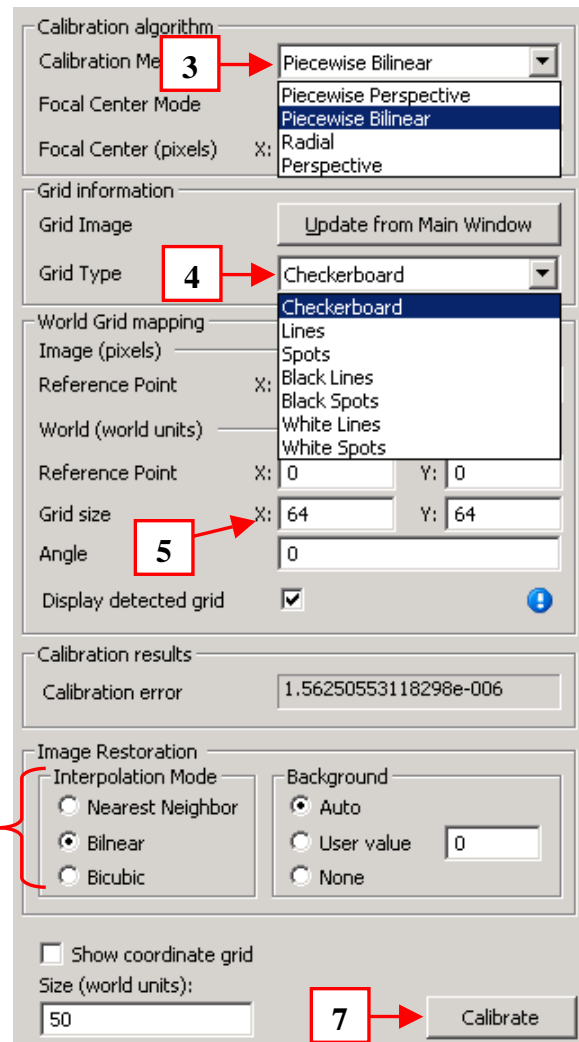 Calibration algorithm
Calibration Me 3 Piecewise Bilinear
Piecewise Perspective
Piecewise Bilinear
Radial
Perspective
Focal Center Mode
Focal Center (pixels) X:
Grid information
Grid Image Update from Main Window
Grid Type 4 Checkerboard
Checkerboard
Lines
Spots
Black Lines
Black Spots
White Lines
White Spots
World Grid mapping
Image (pixels)
Reference Point X:
World (world units)
Reference Point X: 0 Y: 0
Grid size X: 64 Y: 64
5
Angle 0
Display detected grid
Calibration results
Calibration error 1.56250553118298e-006
Image Restoration
Interpolation Mode
Nearest Neighbor
Bilnear
Bicubic
Background
Auto
User value 0
None
Show coordinate grid
Size (world units):
50 7 Calibrate